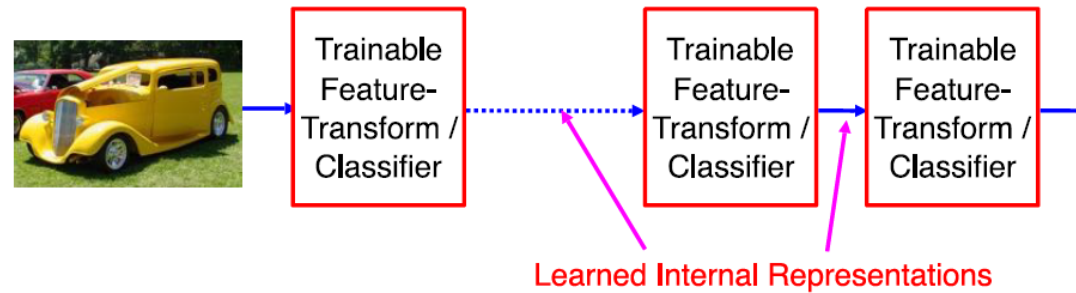 Trainable
Feature-
Transform /
Classifier
Trainable
Feature-
Transform /
Classifier
Trainable
Feature-
Transform /
Classifier
Learned Internal Representations